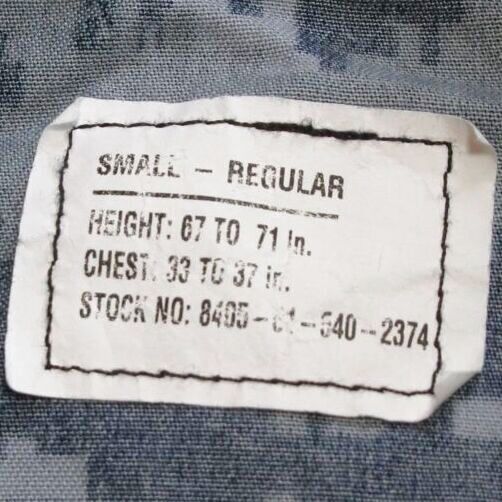 SMALL - REGULAR
HEIGHT: 67 TO 71 In.
CHEST: 33 TO 37 in.
STOCK NO: 8405-01-540-2374